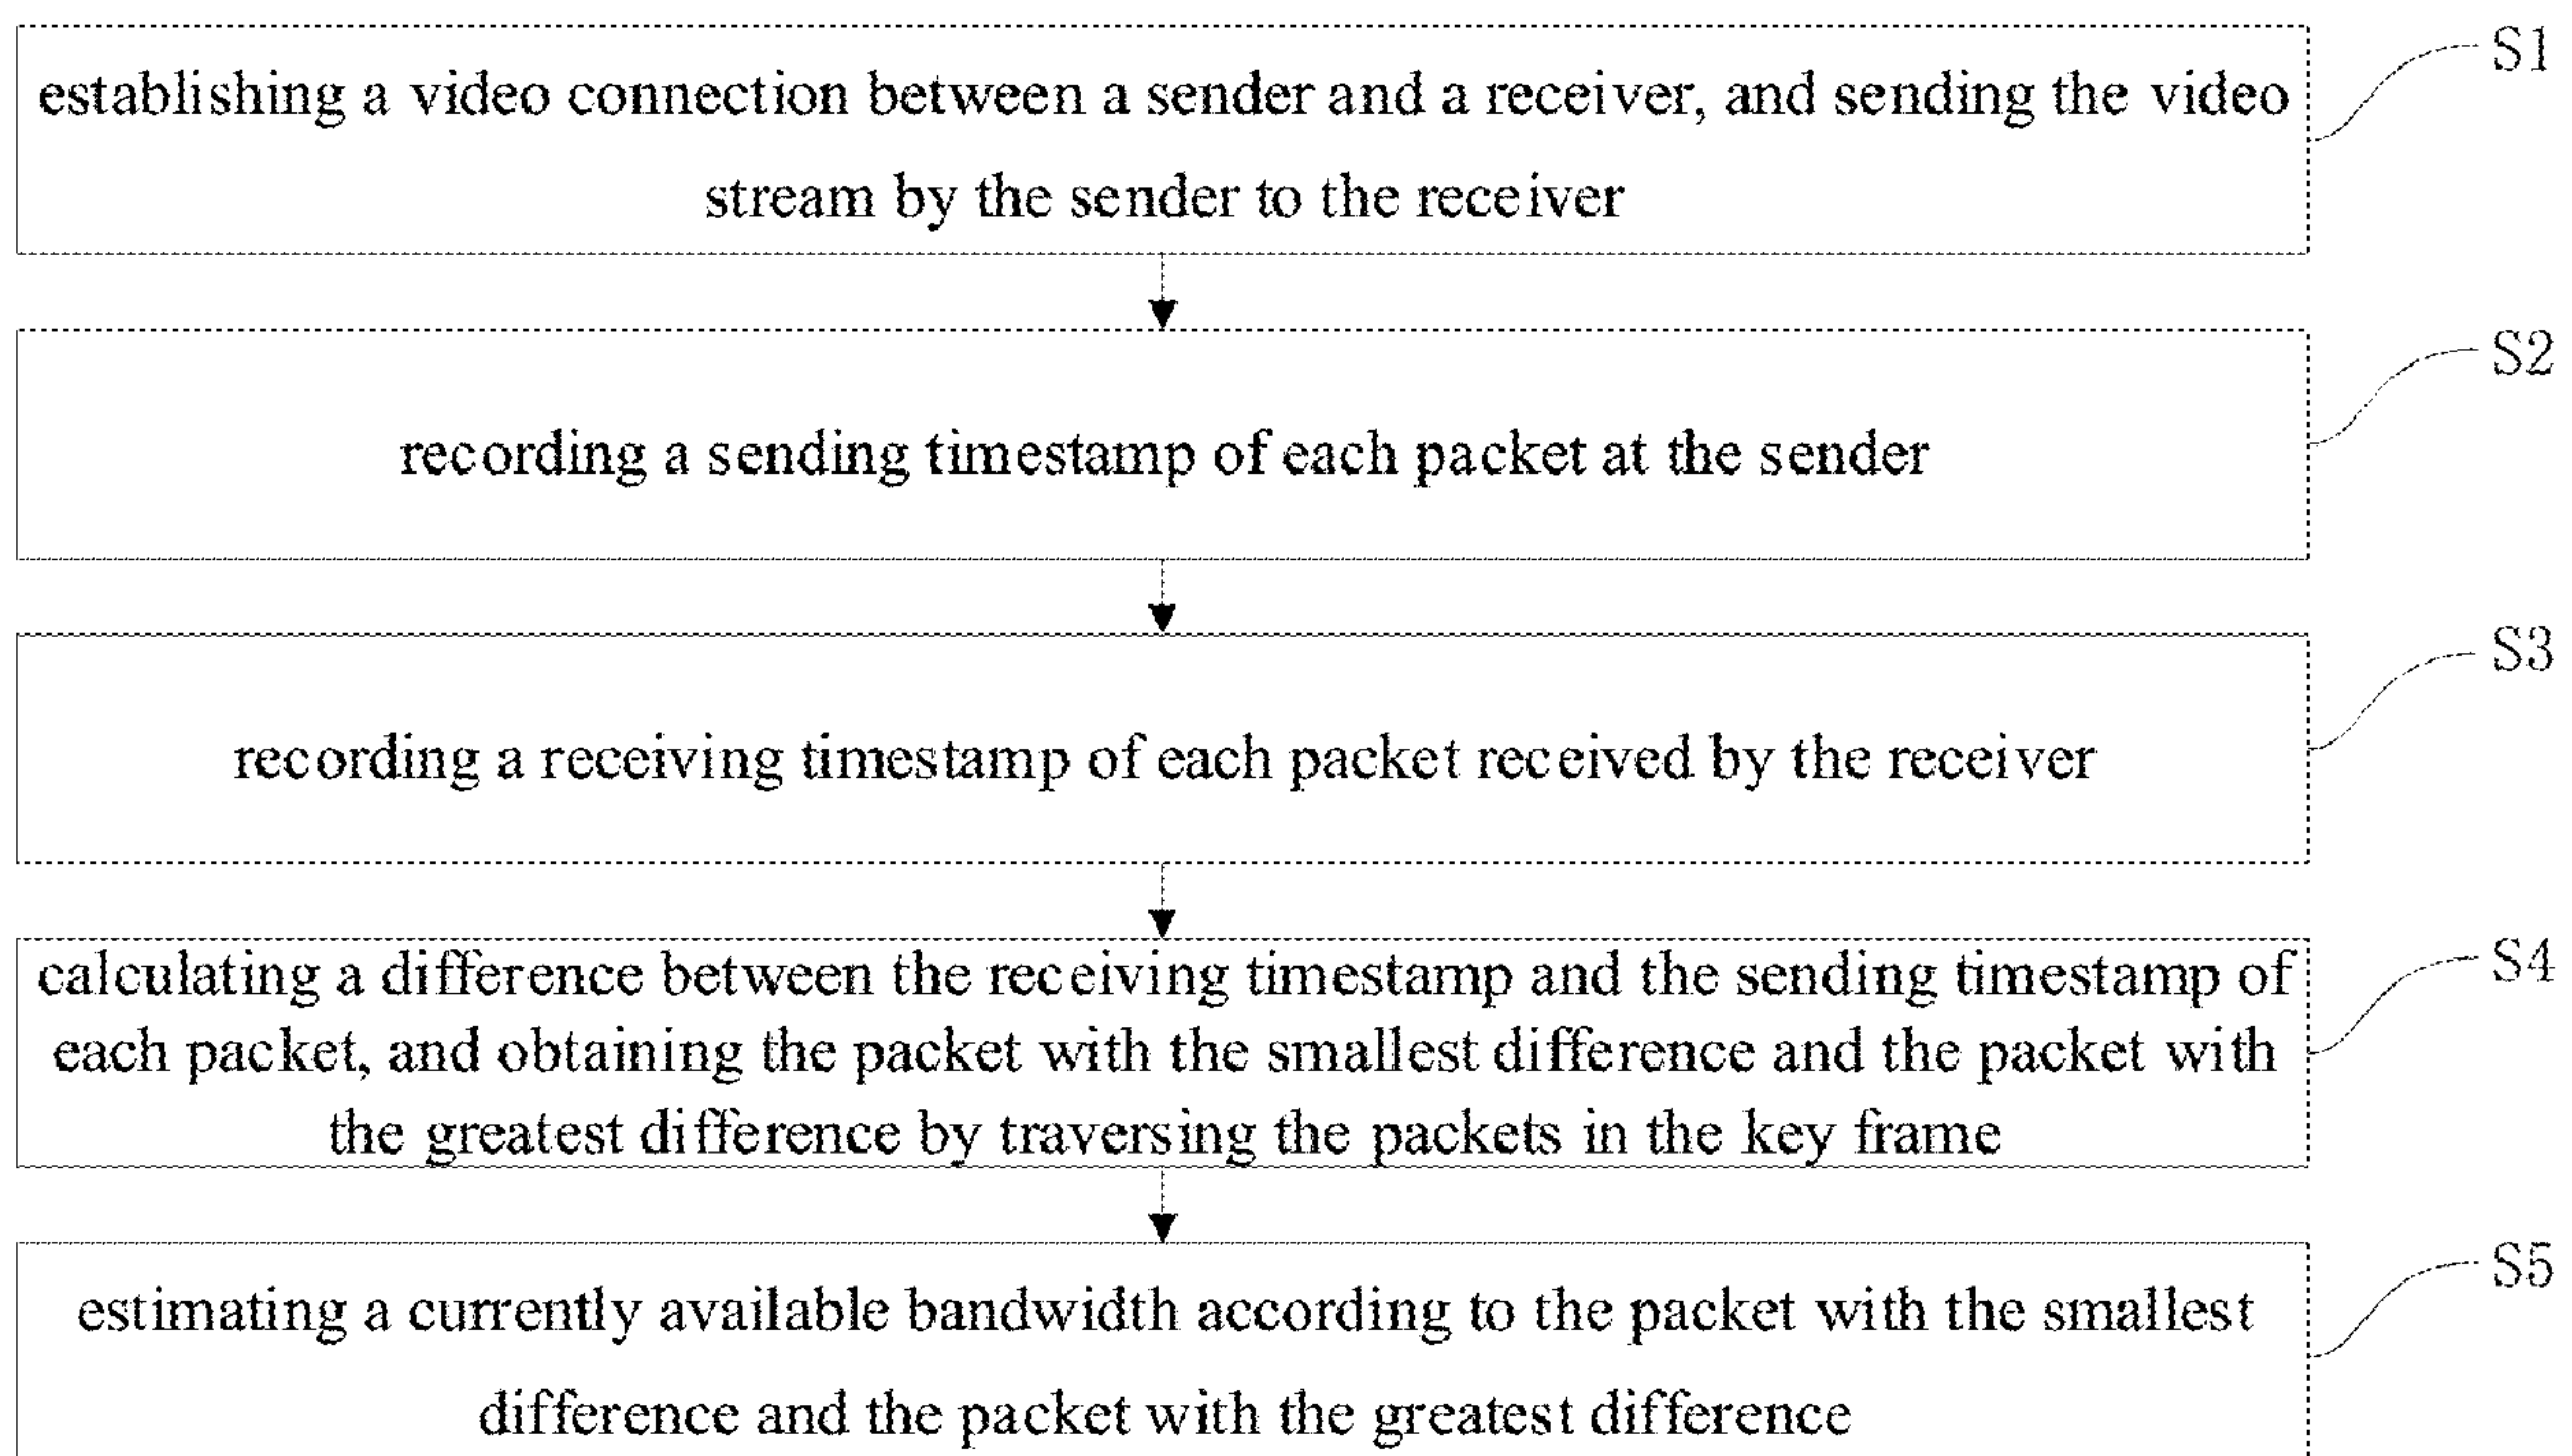 establishing a video connection between a sender and a receiver, and sending the video
stream by the sender to the receiver
S1
recording a sending timestamp of each packet at the sender
S2
recording a receiving timestamp of each packet received by the receiver
S3
calculating a difference between the receiving timestamp and the sending timestamp of
each packet, and obtaining the packet with the smallest difference and the packet with
the greatest difference by traversing the packets in the key frame
S4
estimating a currently available bandwidth according to the packet with the smallest
difference and the packet with the greatest difference
S5